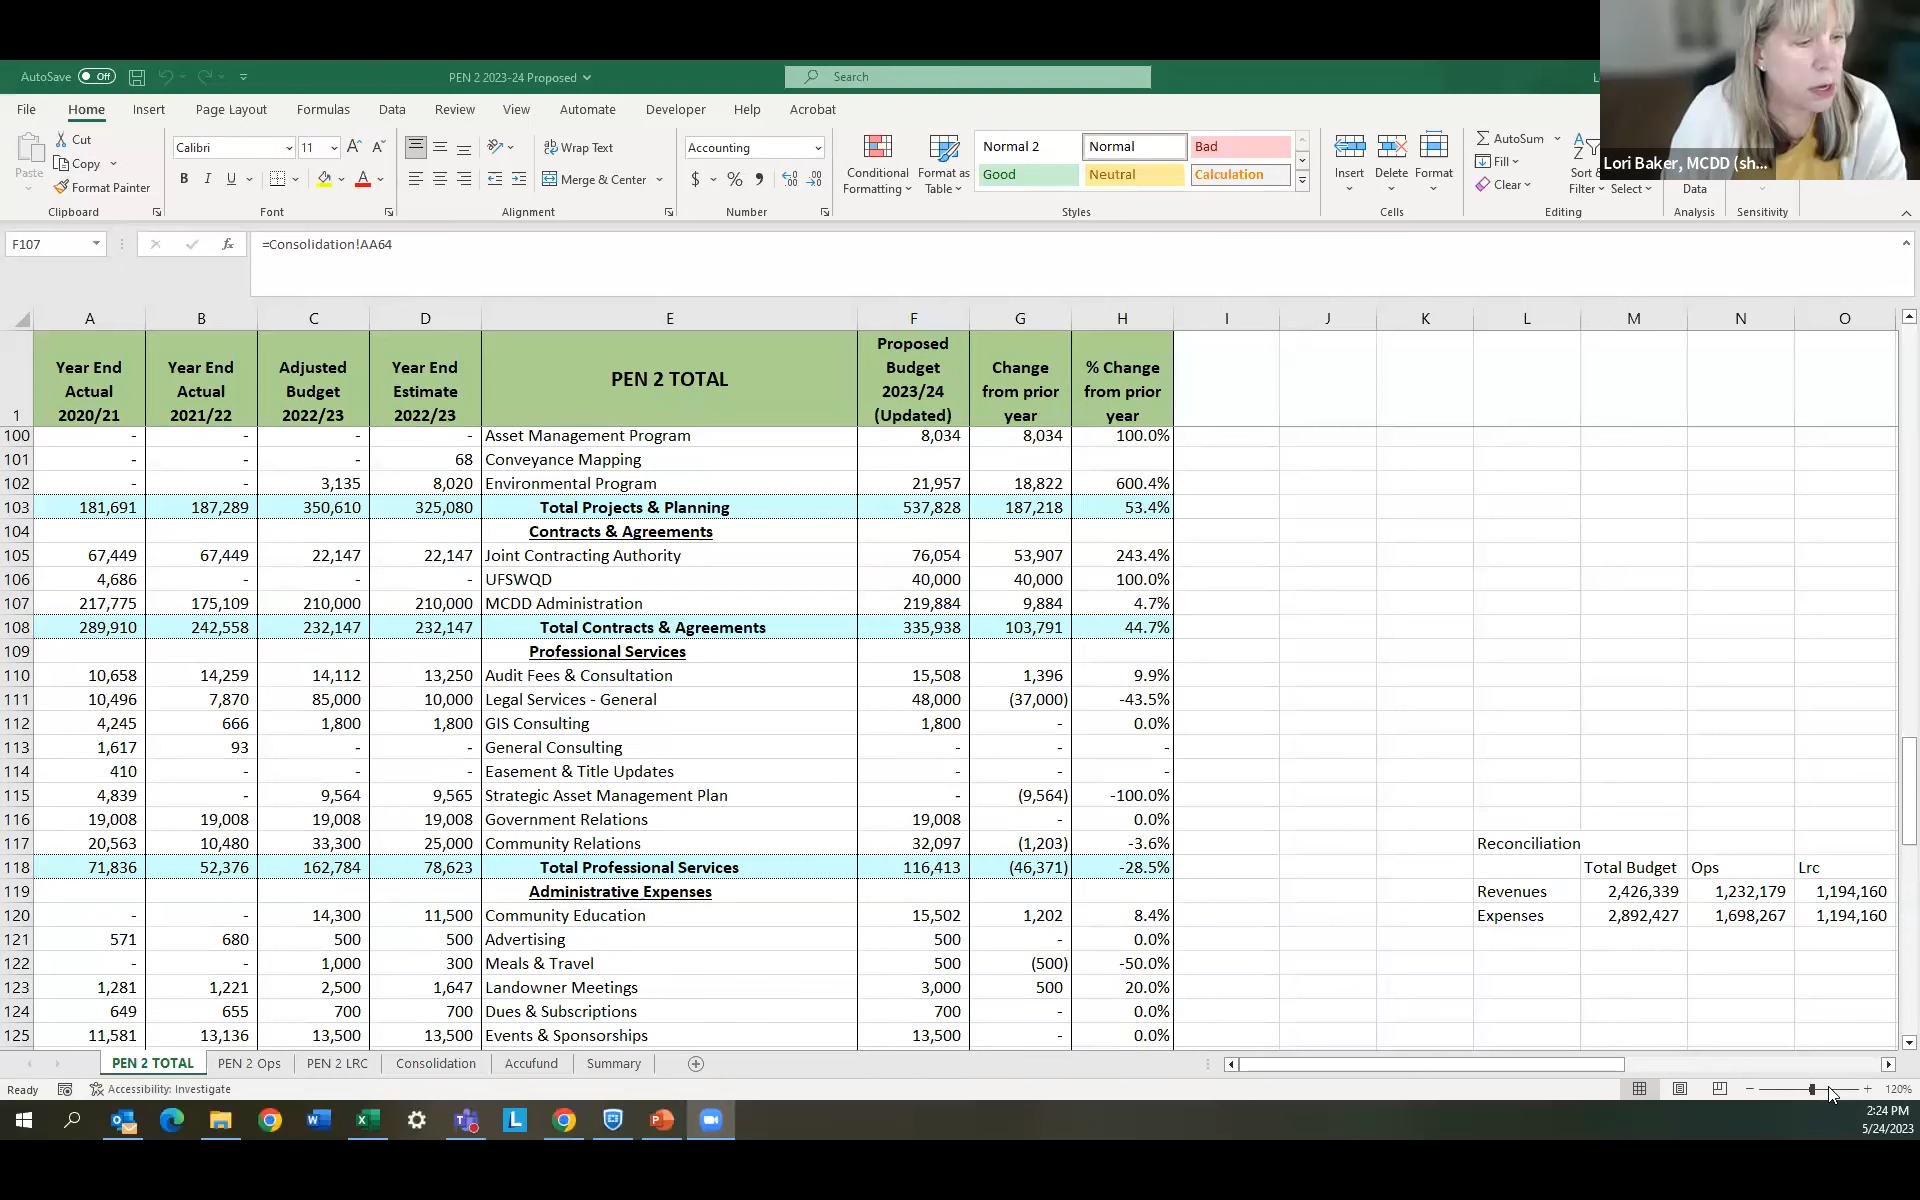 AutoSave Off PEN 2 2023-24 Proposed Search
File Home Insert Page Layout Formulas Data Review View Automate Developer Help Acrobat
Paste Cut Copy Format Painter Clipboard
Calibri 11 B I U Font
Wrap Text Merge & Center Alignment
Accounting $ % Number
Conditional Formatting Format as Table
Normal 2 Normal Bad
Good Neutral Calculation
Styles
Insert Delete Format Cells
AutoSum Fill Clear Sort & Filter Select Editing
Data Analysis Sensitivity
Lori Baker, MCDD (sh...
F107 fx =Consolidation!AA64
A B C D E F G H I J K L M N O
1 Year End Actual 2020/21 Year End Actual 2021/22 Adjusted Budget 2022/23 Year End Estimate 2022/23 PEN 2 TOTAL Proposed Budget 2023/24 (Updated) Change from prior year % Change from prior year
100 - - - - Asset Management Program 8,034 8,034 100.0%
101 - - - 68 Conveyance Mapping
102 - - 3,135 8,020 Environmental Program 21,957 18,822 600.4%
103 181,691 187,289 350,610 325,080 Total Projects & Planning 537,828 187,218 53.4%
104 Contracts & Agreements
105 67,449 67,449 22,147 22,147 Joint Contracting Authority 76,054 53,907 243.4%
106 4,686 - - - UFSWQD 40,000 40,000 100.0%
107 217,775 175,109 210,000 210,000 MCDD Administration 219,884 9,884 4.7%
108 289,910 242,558 232,147 232,147 Total Contracts & Agreements 335,938 103,791 44.7%
109 Professional Services
110 10,658 14,259 14,112 13,250 Audit Fees & Consultation 15,508 1,396 9.9%
111 10,496 7,870 85,000 10,000 Legal Services - General 48,000 (37,000) -43.5%
112 4,245 666 1,800 1,800 GIS Consulting 1,800 - 0.0%
113 1,617 93 - - General Consulting - - -
114 410 - - - Easement & Title Updates - - -
115 4,839 - 9,564 9,565 Strategic Asset Management Plan - (9,564) -100.0%
116 19,008 19,008 19,008 19,008 Government Relations 19,008 - 0.0%
117 20,563 10,480 33,300 25,000 Community Relations 32,097 (1,203) -3.6% Reconciliation
118 71,836 52,376 162,784 78,623 Total Professional Services 116,413 (46,371) -28.5% Total Budget Ops Lrc
119 Administrative Expenses Revenues 2,426,339 1,232,179 1,194,160
120 - - 14,300 11,500 Community Education 15,502 1,202 8.4% Expenses 2,892,427 1,698,267 1,194,160
121 571 680 500 500 Advertising 500 - 0.0%
122 - - 1,000 300 Meals & Travel 500 (500) -50.0%
123 1,281 1,221 2,500 1,647 Landowner Meetings 3,000 500 20.0%
124 649 655 700 700 Dues & Subscriptions 700 - 0.0%
125 11,581 13,136 13,500 13,500 Events & Sponsorships 13,500 - 0.0%
PEN 2 TOTAL PEN 2 Ops PEN 2 LRC Consolidation Accufund Summary
Ready Accessibility: Investigate 120%
2:24 PM
5/24/2023